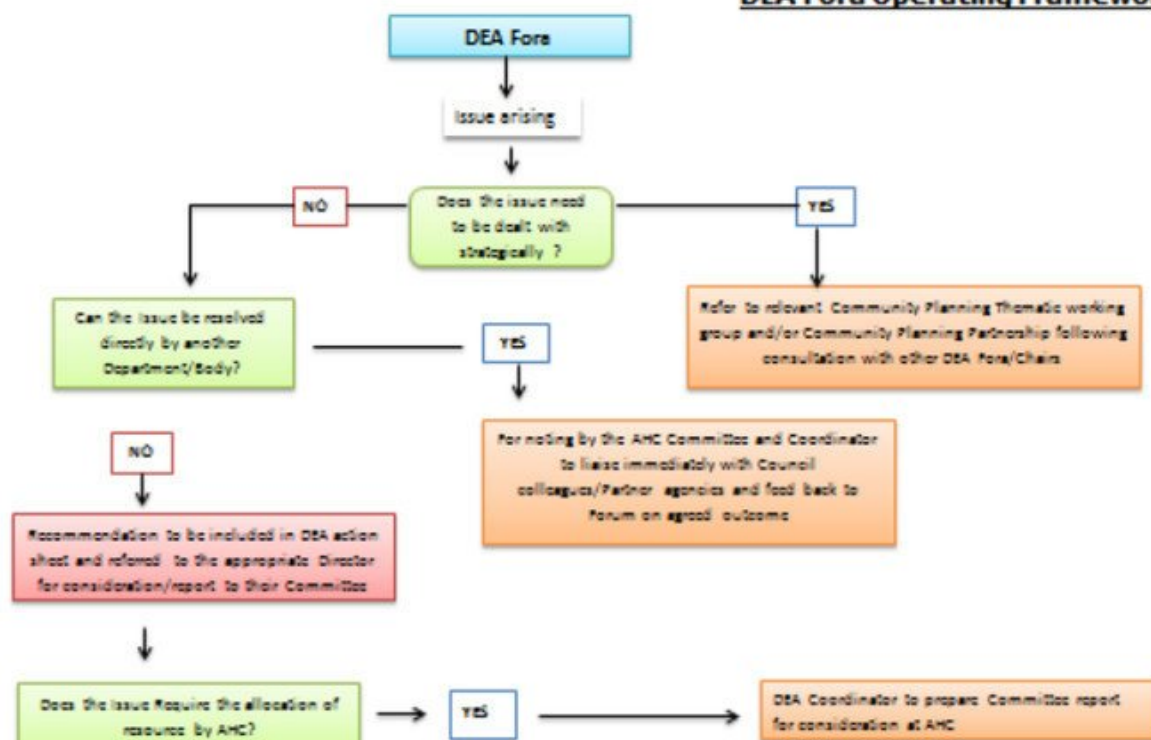 DEA Fora Operating Framewor
DEA Fora
Issue arising
NO
Does the issue need
to be dealt with
strategically ?
YES
Can the Issue be resolved
directly by another
Department/Body?
YES
Refer to relevant Community Planning Thematic working
group and/or Community Planning Partnership following
consultation with other DEA Fora/Chairs
NO
For noting by the AHC Committee and Coordinator
to liaise immediately with Council
colleagues/Partner agencies and feed back to
Forum on agreed outcome
Recommendation to be included in DEA action
sheet and referred to the appropriate Director
for consideration/report to their Committee
Does the Issue Require the allocation of
resource by AHC?
YES
DEA Coordinator to prepare Committee report
for consideration at AHC